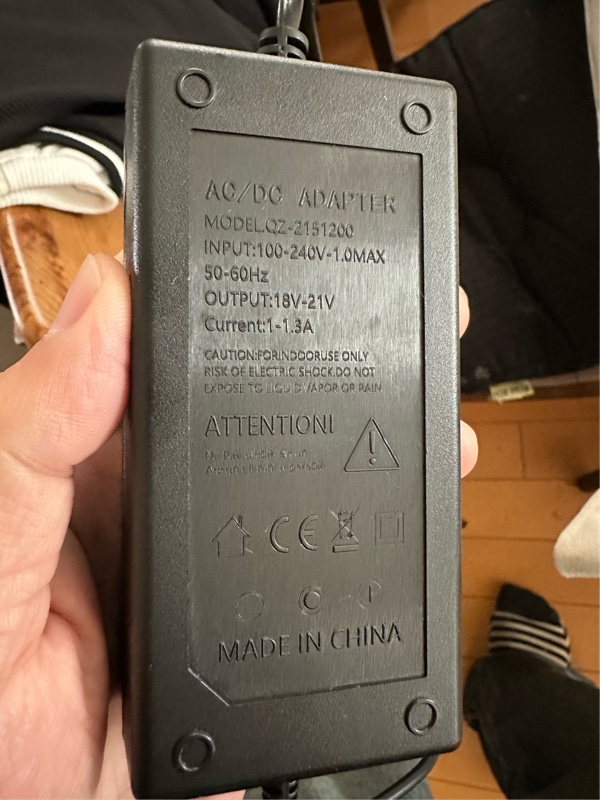 AC/DC ADAPTER
MODEL.QZ-2151200
INPUT:100-240V-1.0MAX
50-60Hz
OUTPUT:18V-21V
Current:1-1.3A
CAUTION:FORINDOORUSE ONLY
RISK OF ELECTRIC SHOCK.DO NOT
EXPOSE TO LIQUID.VAPOR OR RAIN
ATTENTION!
CE
MADE IN CHINA